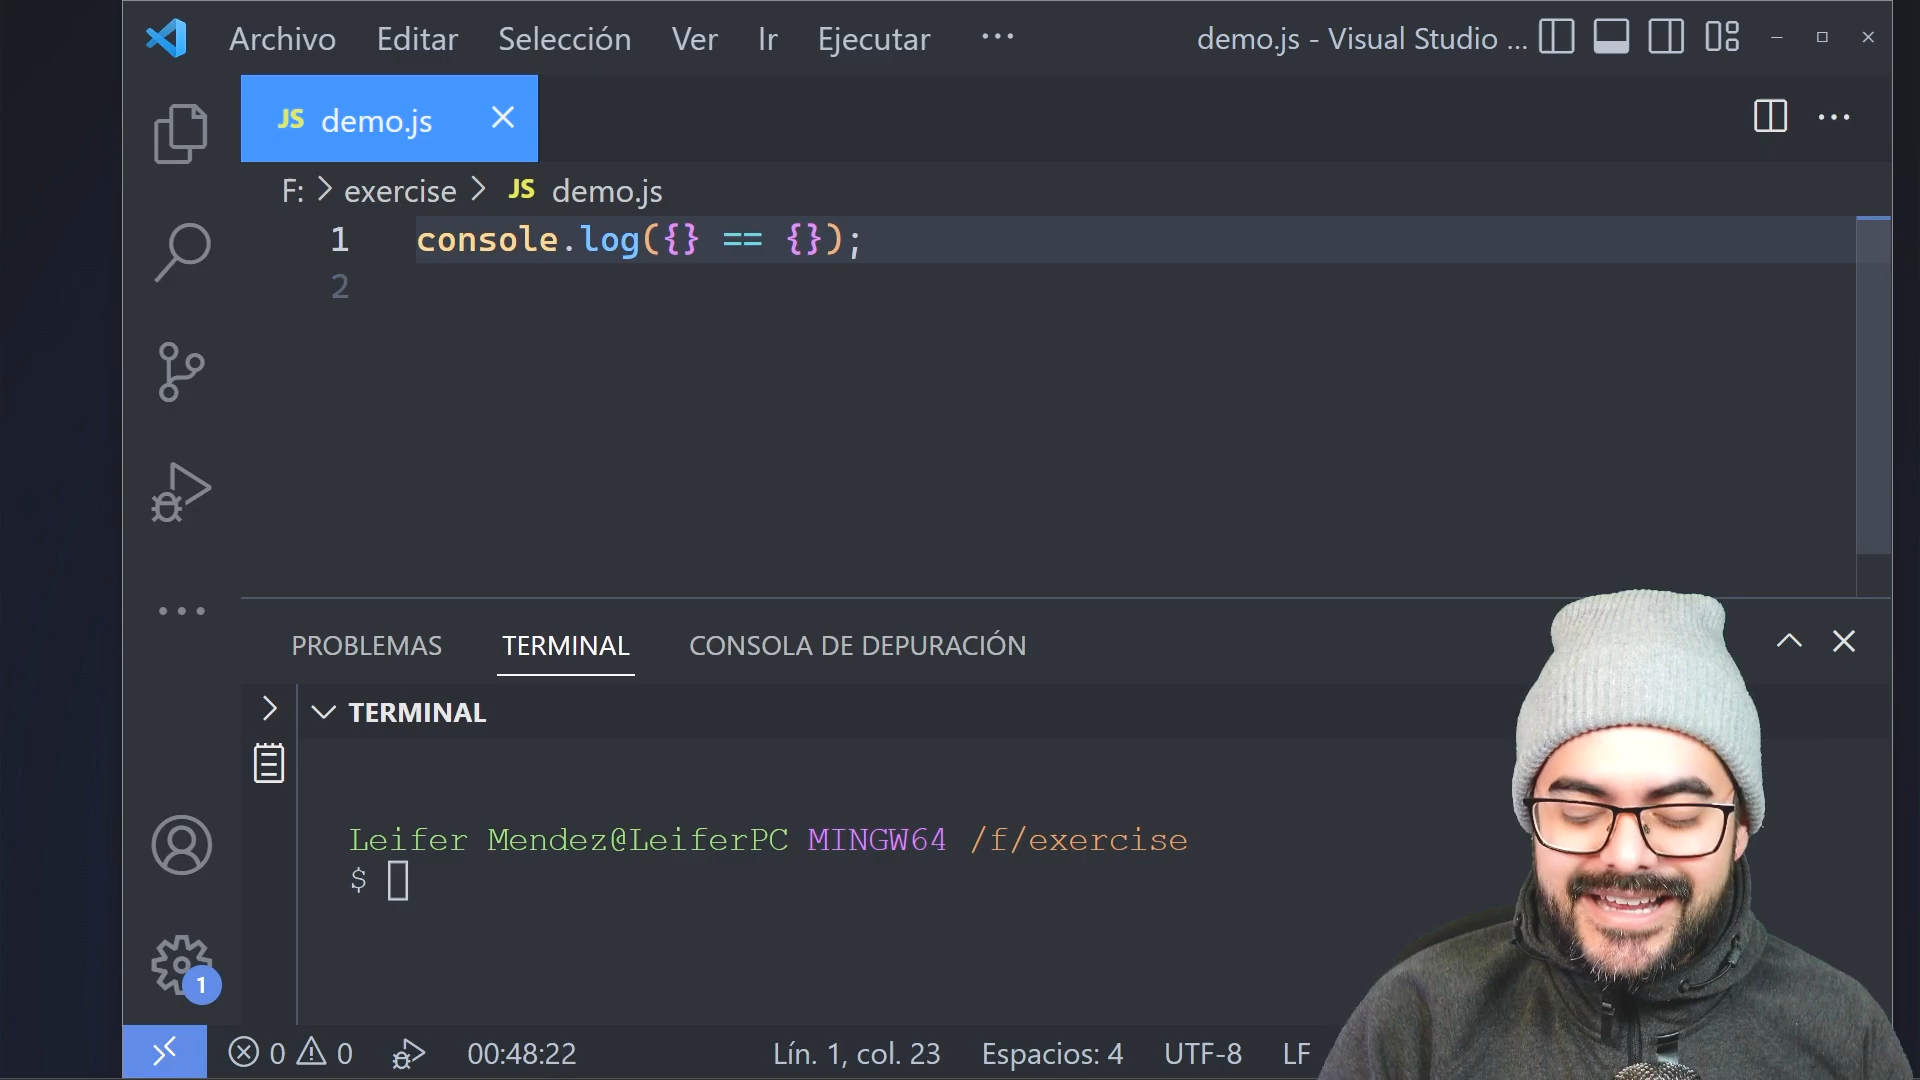 Archivo Editar Selección Ver Ir Ejecutar ··· demo.js - Visual Studio ...
JS demo.js
F: > exercise > JS demo.js
1 console.log({} == {});
2
PROBLEMAS TERMINAL CONSOLA DE DEPURACIÓN
TERMINAL
Leifer Mendez@LeiferPC MINGW64 /f/exercise
$
1
0 0 00:48:22 Lín. 1, col. 23 Espacios: 4 UTF-8 LF